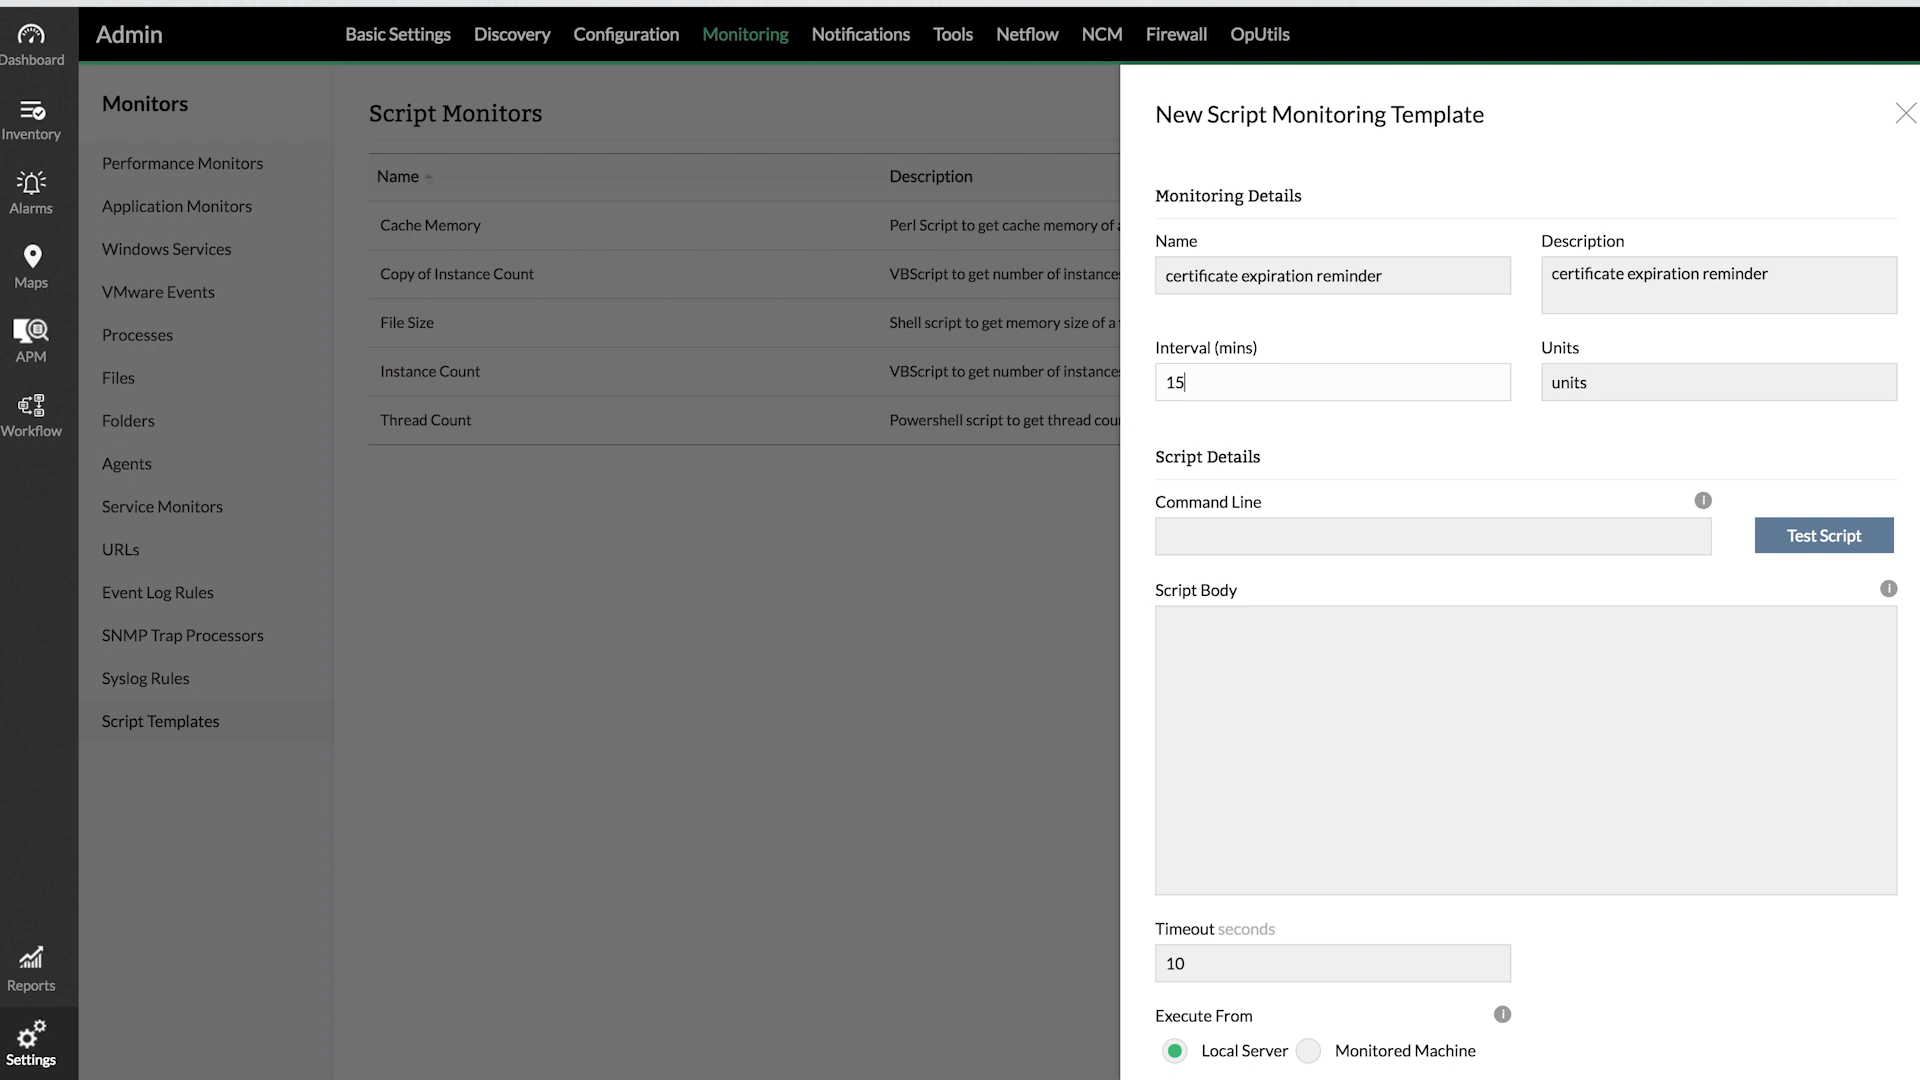 Admin
Basic Settings Discovery Configuration Monitoring Notifications Tools Netflow NCM Firewall OpUtils
Dashboard
Inventory
Alarms
Maps
APM
Workflow
Reports
Settings
Monitors
Performance Monitors
Application Monitors
Windows Services
VMware Events
Processes
Files
Folders
Agents
Service Monitors
URLs
Event Log Rules
SNMP Trap Processors
Syslog Rules
Script Templates
Script Monitors
Name Description
Cache Memory Perl Script to get cache memory of
Copy of Instance Count VBScript to get number of instances
File Size Shell script to get memory size of a
Instance Count VBScript to get number of instances
Thread Count Powershell script to get thread cou
New Script Monitoring Template
Monitoring Details
Name Description
certificate expiration reminder certificate expiration reminder
Interval (mins) Units
15 units
Script Details
Command Line
Test Script
Script Body
Timeout seconds
10
Execute From
Local Server Monitored Machine